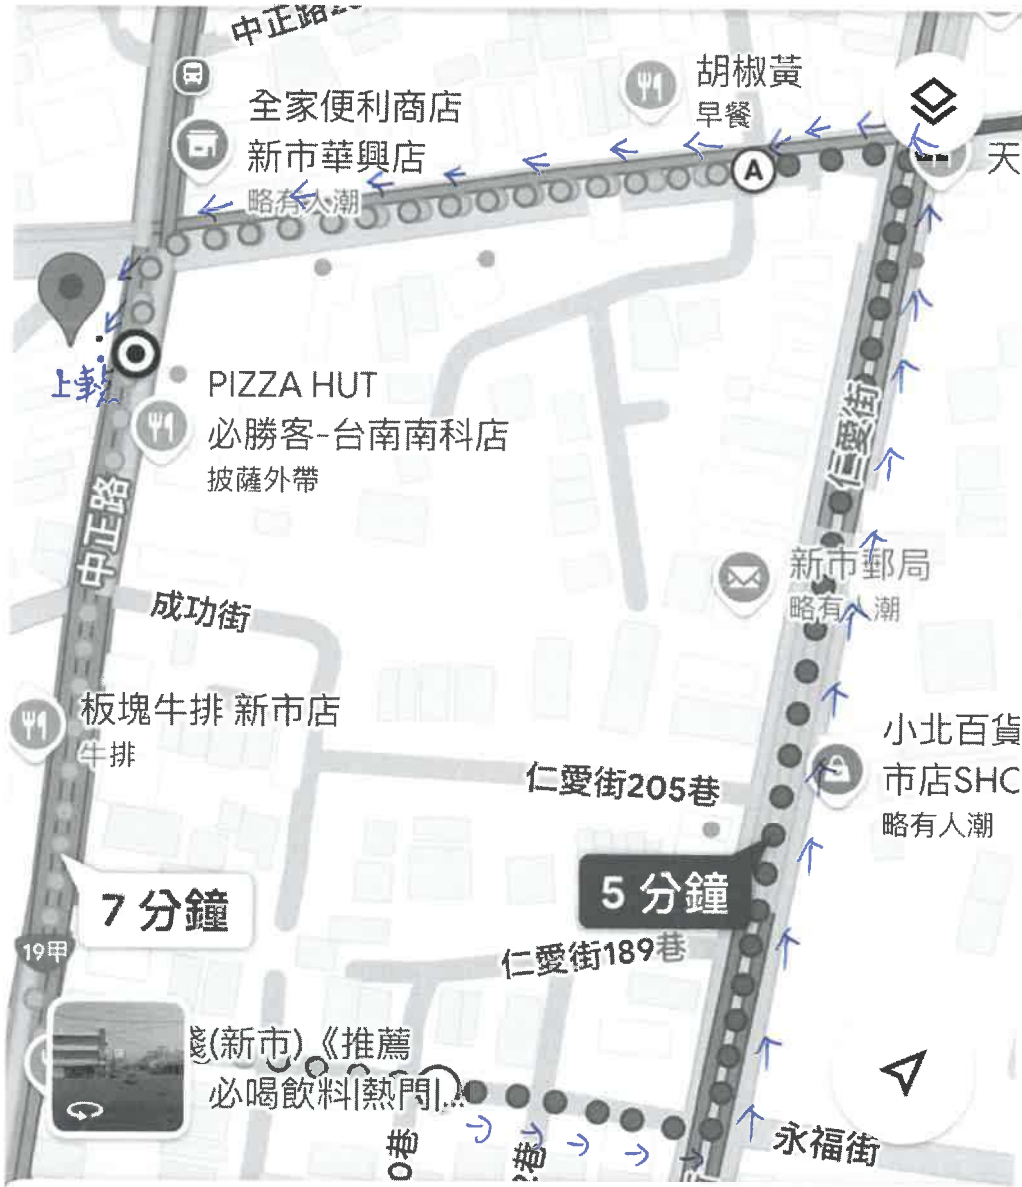 中正路2
胡椒黃
早餐
全家便利商店
新市華興店
略有人潮
A
天
上車點
PIZZA HUT
必勝客-台南南科店
披薩外帶
仁愛街
中正路
新市郵局
略有人潮
成功街
板塊牛排 新市店
牛排
小北百貨
市店SHO
略有人潮
仁愛街205巷
5 分鐘
7 分鐘
19甲
仁愛街189巷
(新市)《推薦
必喝飲料|熱門|...
0巷
巷
永福街